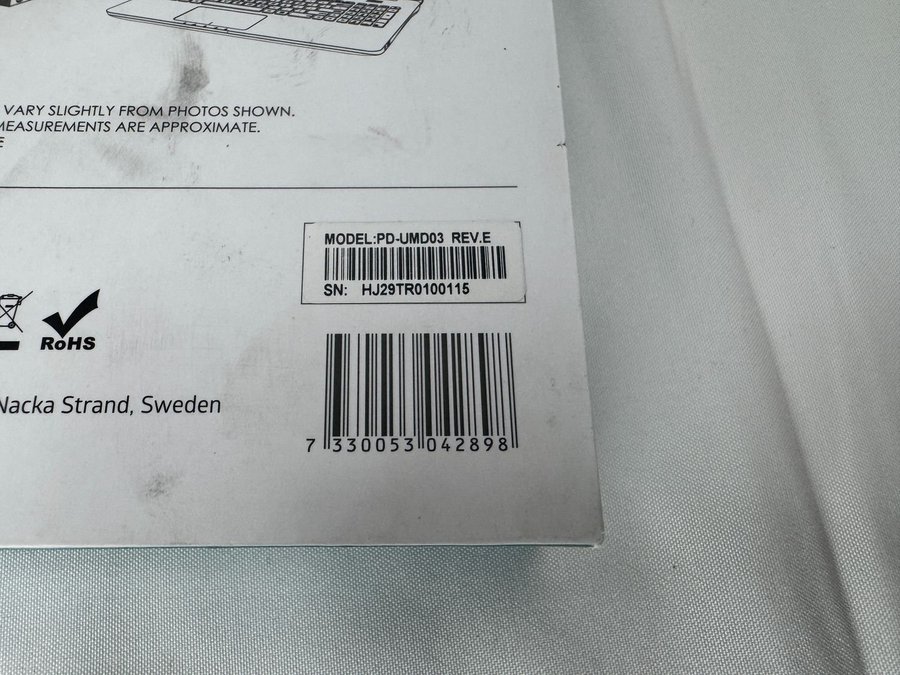 VARY SLIGHTLY FROM PHOTOS SHOWN.
MEASUREMENTS ARE APPROXIMATE.
MODEL:PD-UMD03 REV.E
SN: HJ29TR0100115
RoHS
Nacka Strand, Sweden
7 330053 042898